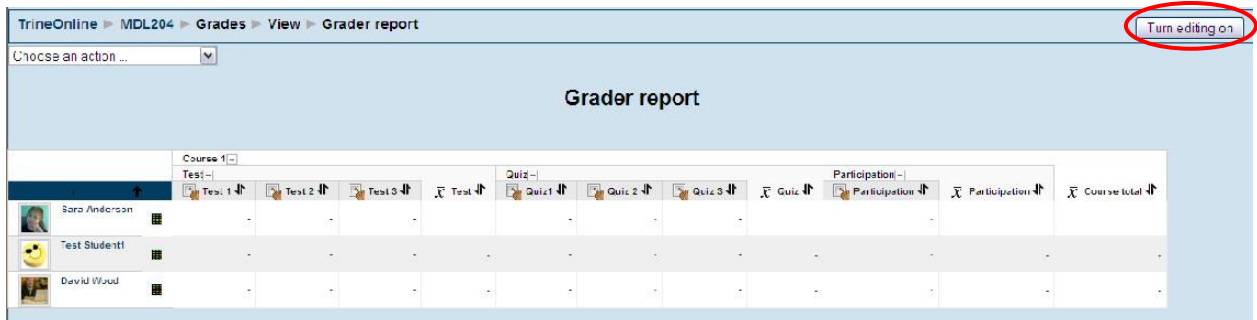 TrineOnline ► MDL204 ► Grades ► View ► Grader report
Turn editing on
Choose an action ...
Grader report
Course 1
Test Quiz Participation
Test 1 Test 2 Test 3 x̄ Test Quiz1 Quiz 2 Quiz 3 x̄ Quiz Participation x̄ Participation x̄ Course total
Sara Anderson - - - - - - - - - - -
Test Student1 - - - - - - - - - - -
David Wood - - - - - - - - - - -